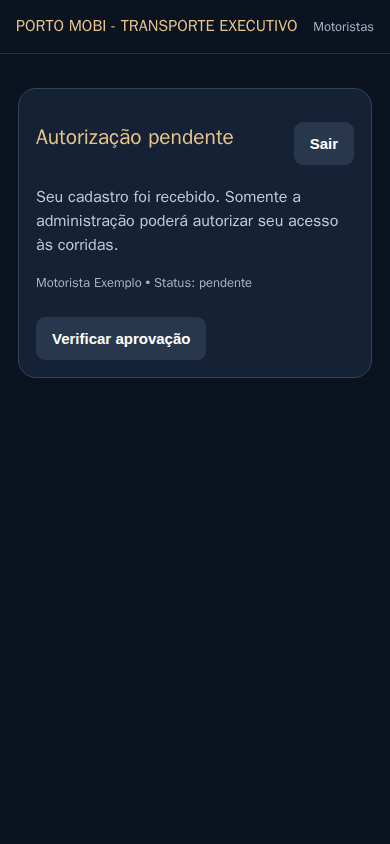 PORTO MOBI - TRANSPORTE EXECUTIVO Motoristas
Autorização pendente
Sair
Seu cadastro foi recebido. Somente a
administração poderá autorizar seu acesso
às corridas.
Motorista Exemplo • Status: pendente
Verificar aprovação